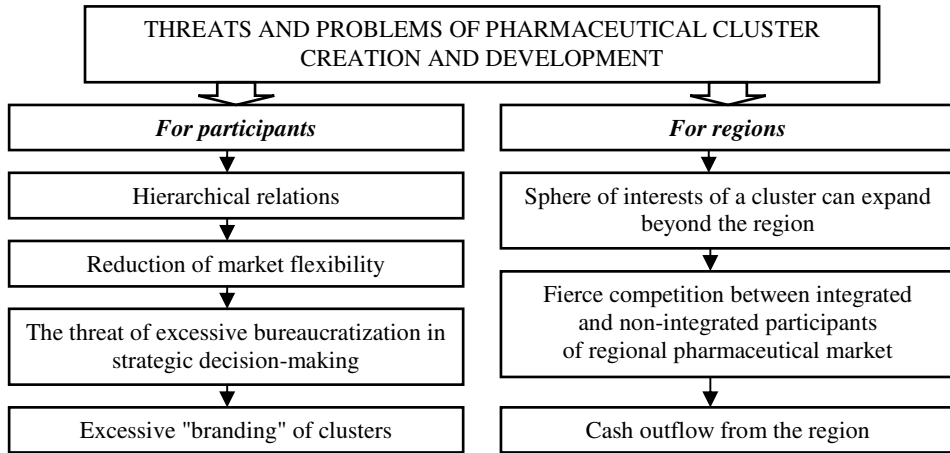 THREATS AND PROBLEMS OF PHARMACEUTICAL CLUSTER
CREATION AND DEVELOPMENT
For participants
Hierarchical relations
Reduction of market flexibility
The threat of excessive bureaucratization in
strategic decision-making
Excessive "branding" of clusters
For regions
Sphere of interests of a cluster can expand
beyond the region
Fierce competition between integrated
and non-integrated participants
of regional pharmaceutical market
Cash outflow from the region